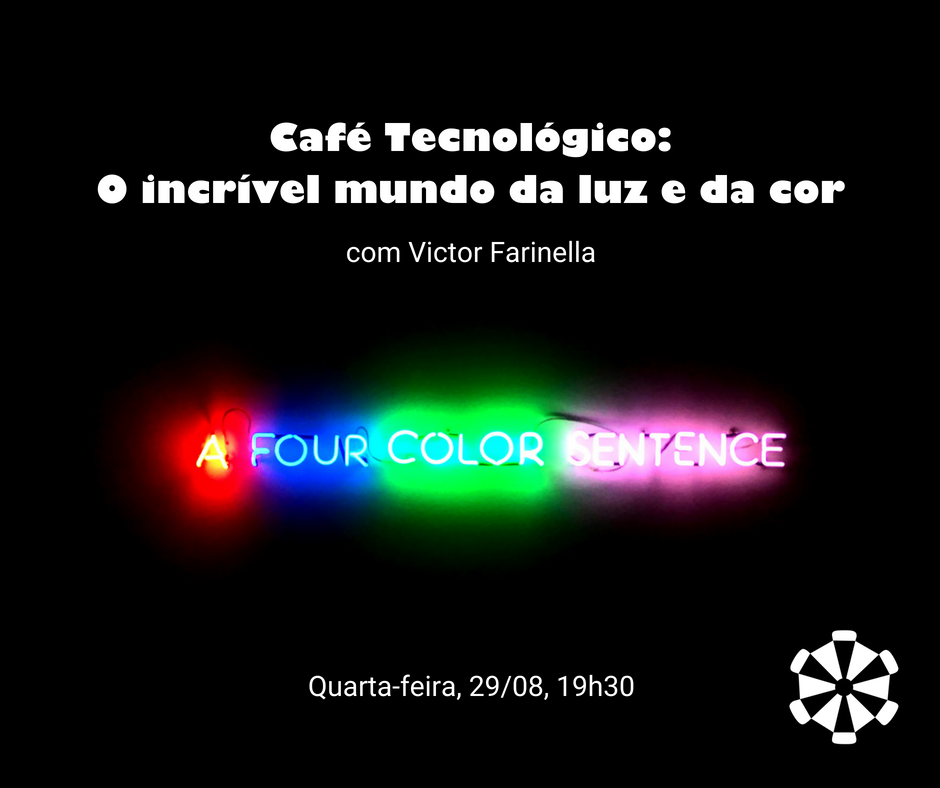 Café Tecnológico:
O incrível mundo da luz e da cor
com Victor Farinella
A FOUR COLOR SENTENCE
Quarta-feira, 29/08, 19h30